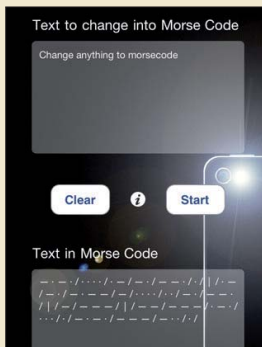 Text to change into Morse Code
Change anything to morsecode
Clear
i
Start
Text in Morse Code
— · — · / · · · · / · — / — · / — — · / · / | / · —
/ — · / — · — — / — / · · · · / · · / — · / — — ·
/ | / — / — — — / | / — — / — — — / · — · /
· · · / · / — · — · / — — — / — · · / · /